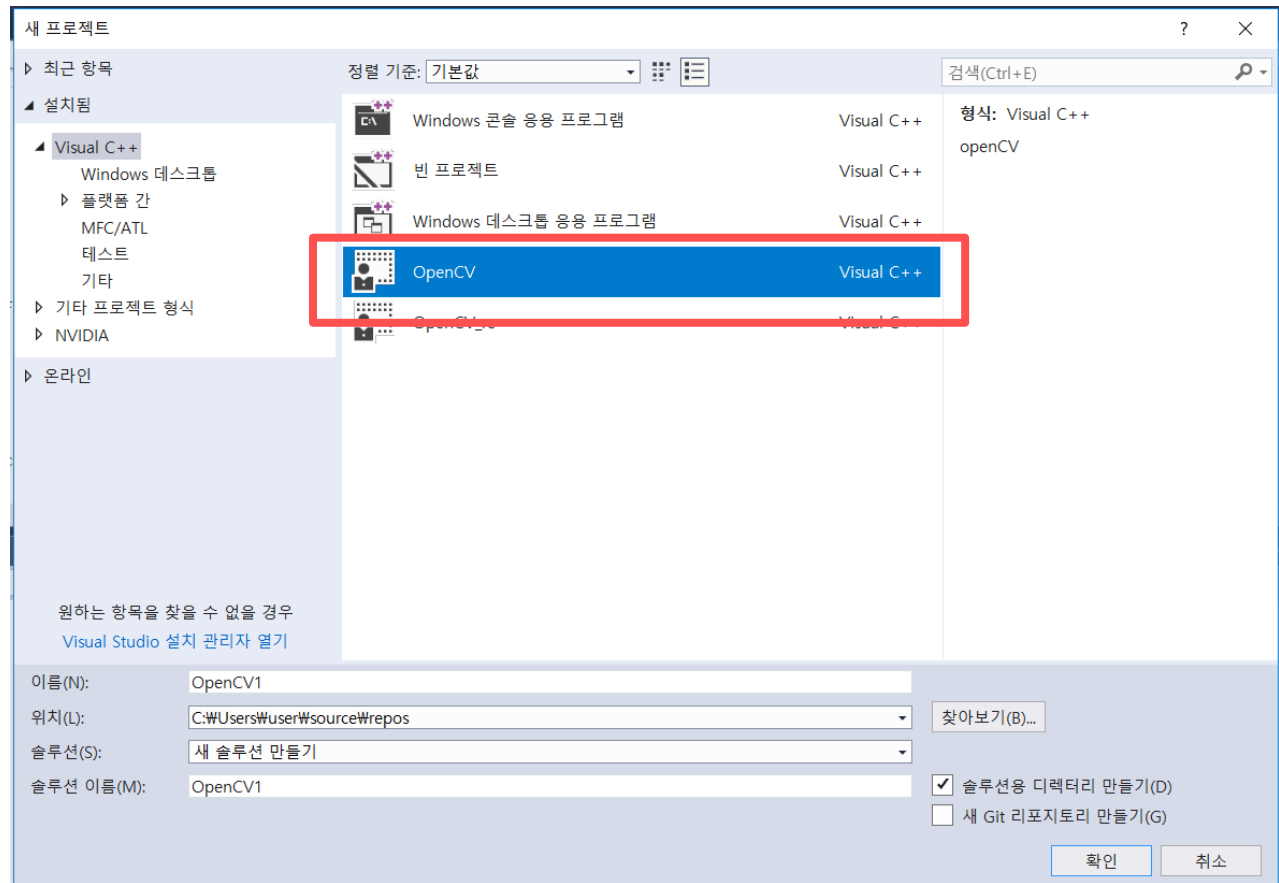 새 프로젝트
? ×
최근 항목
설치됨
Visual C++
Windows 데스크톱
플랫폼 간
MFC/ATL
테스트
기타
기타 프로젝트 형식
NVIDIA
온라인
원하는 항목을 찾을 수 없을 경우
Visual Studio 설치 관리자 열기
정렬 기준: 기본값
Windows 콘솔 응용 프로그램 Visual C++
빈 프로젝트 Visual C++
Windows 데스크톱 응용 프로그램 Visual C++
OpenCV Visual C++
Visual C++
검색(Ctrl+E)
형식: Visual C++
openCV
이름(N): OpenCV1
위치(L): C:₩Users₩user₩source₩repos 찾아보기(B)...
솔루션(S): 새 솔루션 만들기
솔루션 이름(M): OpenCV1
솔루션용 디렉터리 만들기(D)
새 Git 리포지토리 만들기(G)
확인 취소